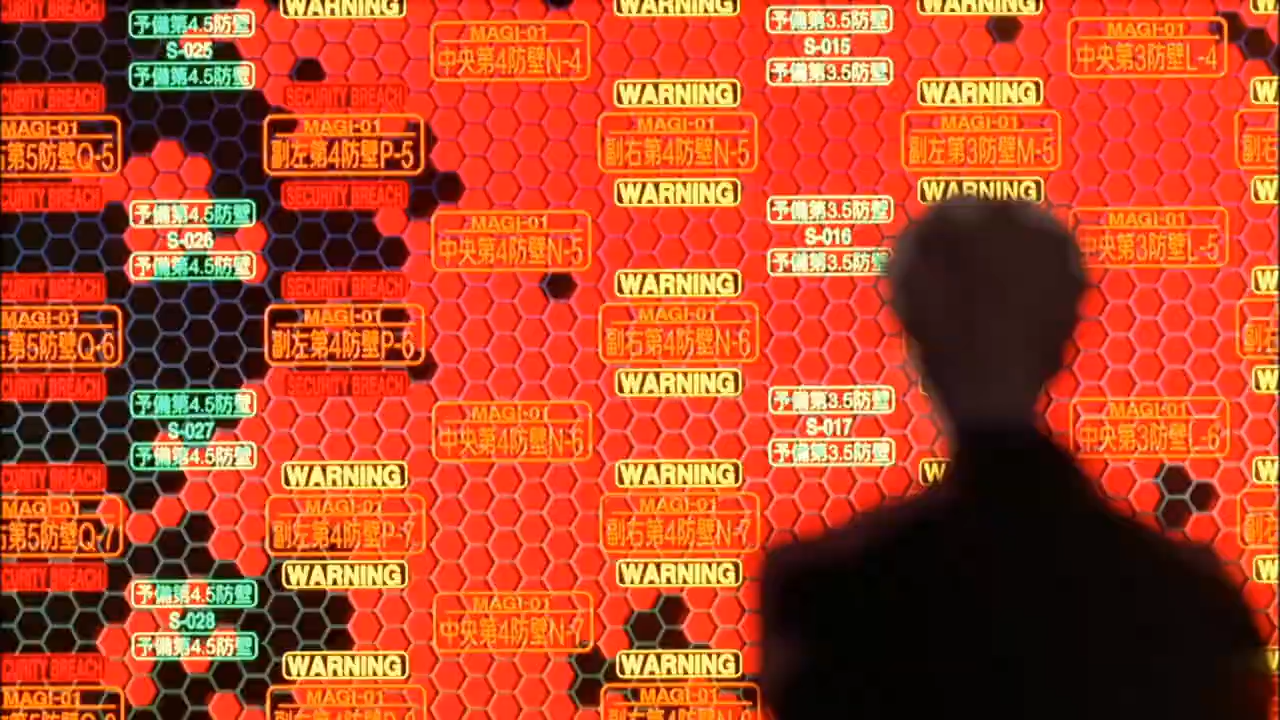 WARNING
予備第4.5防壁
S-025
予備第4.5防壁
MAGI-01
中央第4防壁N-4
WARNING
予備第3.5防壁
S-015
予備第3.5防壁
WARNING
MAGI-01
中央第3防壁L-4
SECURITY BREACH
MAGI-01
第5防壁Q-5
MAGI-01
副左第4防壁P-5
SECURITY BREACH
WARNING
MAGI-01
副右第4防壁N-5
WARNING
WARNING
MAGI-01
副左第3防壁M-5
WARNING
予備第4.5防壁
S-026
予備第4.5防壁
MAGI-01
中央第4防壁N-5
予備第3.5防壁
S-016
予備第3.5防壁
MAGI-01
中央第3防壁L-5
SECURITY BREACH
MAGI-01
第5防壁Q-6
MAGI-01
副左第4防壁P-6
SECURITY BREACH
WARNING
MAGI-01
副右第4防壁N-6
WARNING
予備第4.5防壁
S-027
予備第4.5防壁
MAGI-01
中央第4防壁N-6
予備第3.5防壁
S-017
予備第3.5防壁
MAGI-01
中央第3防壁L-6
MAGI-01
第5防壁Q-7
WARNING
MAGI-01
副左第4防壁P-7
WARNING
WARNING
MAGI-01
副右第4防壁N-7
WARNING
予備第4.5防壁
S-028
予備第4.5防壁
MAGI-01
中央第4防壁N-7
MAGI-01
WARNING
MAGI-01
WARNING
MAGI-01